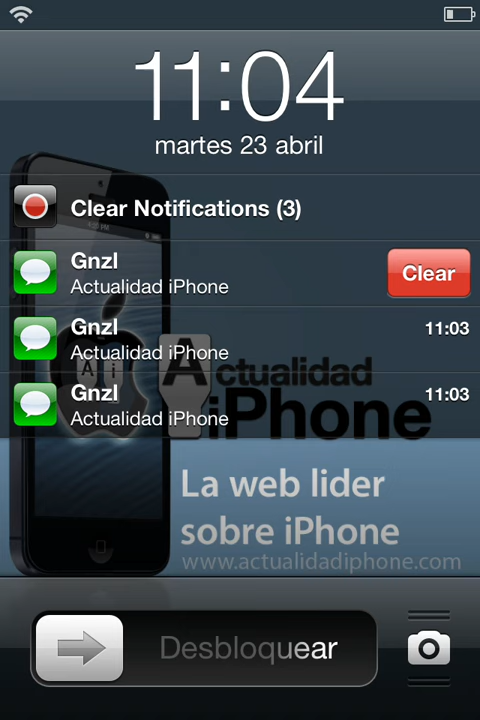 11:04
martes 23 abril
Clear Notifications (3)
Gnzl
Actualidad iPhone
Clear
Gnzl
11:03
Actualidad iPhone
Gnzl
11:03
Actualidad iPhone
Ai
Actualidad
iPhone
La web lider
sobre iPhone
www.actualidadiphone.com
Desbloquear